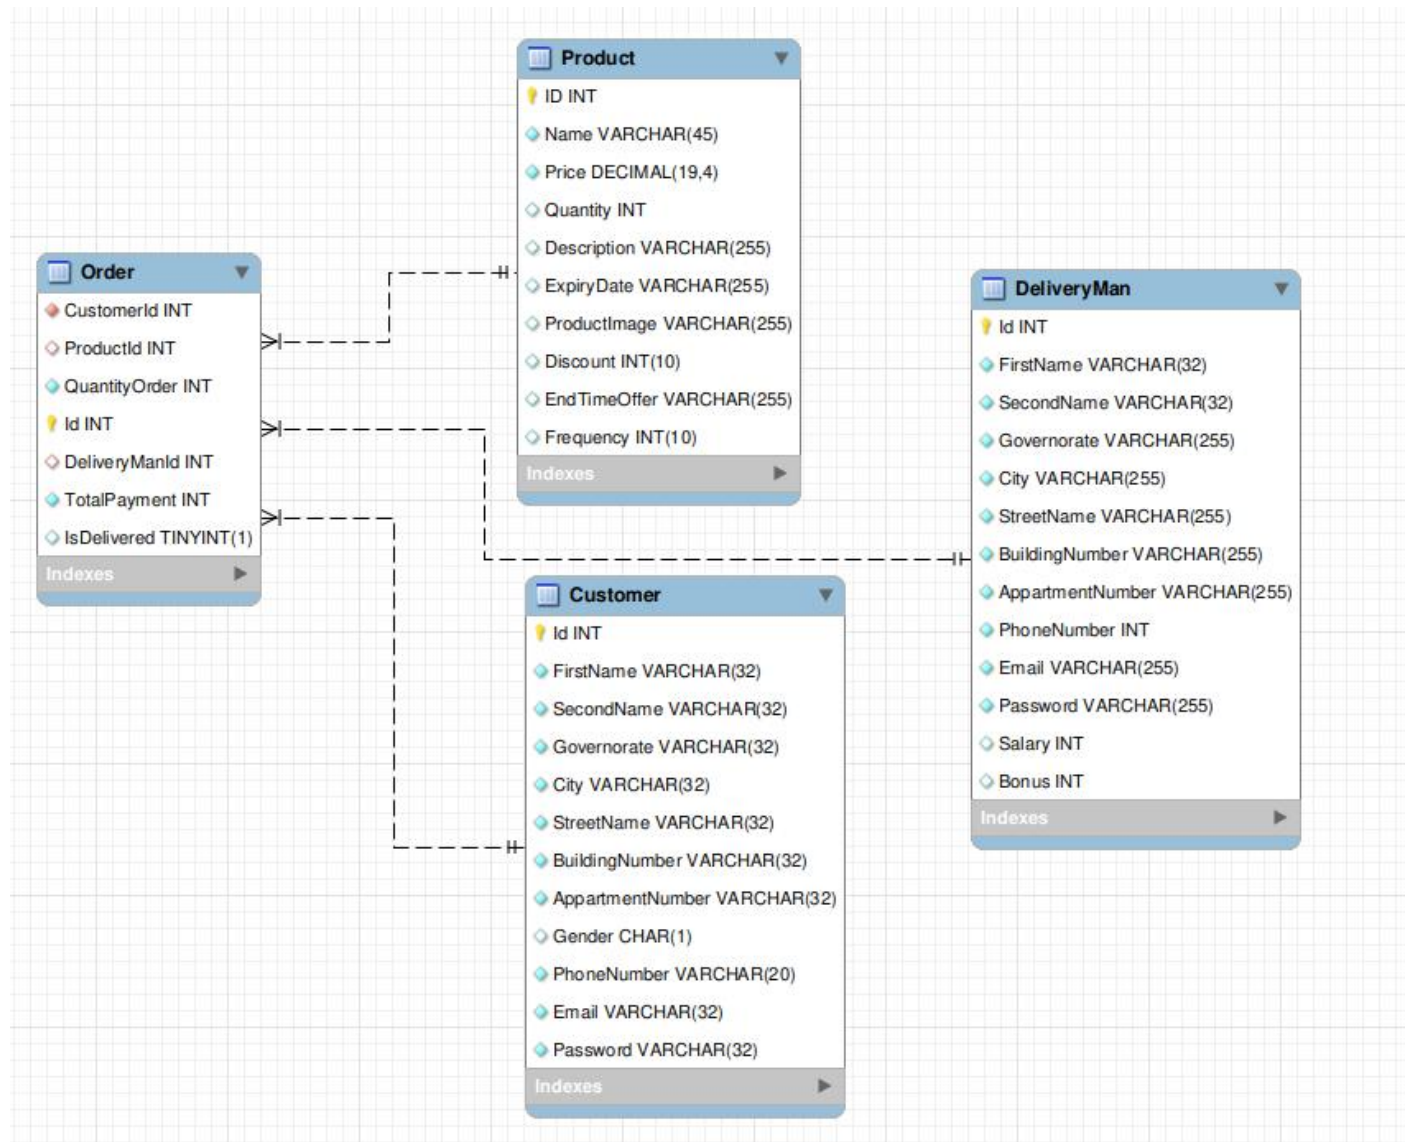 Product
ID INT
Name VARCHAR(45)
Price DECIMAL(19,4)
Quantity INT
Description VARCHAR(255)
ExpiryDate VARCHAR(255)
ProductImage VARCHAR(255)
Discount INT(10)
EndTimeOffer VARCHAR(255)
Frequency INT(10)
Indexes
Order
CustomerId INT
ProductId INT
QuantityOrder INT
Id INT
DeliveryManId INT
TotalPayment INT
IsDelivered TINYINT(1)
Indexes
DeliveryMan
Id INT
FirstName VARCHAR(32)
SecondName VARCHAR(32)
Governorate VARCHAR(255)
City VARCHAR(255)
StreetName VARCHAR(255)
BuildingNumber VARCHAR(255)
AppartmentNumber VARCHAR(255)
PhoneNumber INT
Email VARCHAR(255)
Password VARCHAR(255)
Salary INT
Bonus INT
Indexes
Customer
Id INT
FirstName VARCHAR(32)
SecondName VARCHAR(32)
Governorate VARCHAR(32)
City VARCHAR(32)
StreetName VARCHAR(32)
BuildingNumber VARCHAR(32)
AppartmentNumber VARCHAR(32)
Gender CHAR(1)
PhoneNumber VARCHAR(20)
Email VARCHAR(32)
Password VARCHAR(32)
Indexes